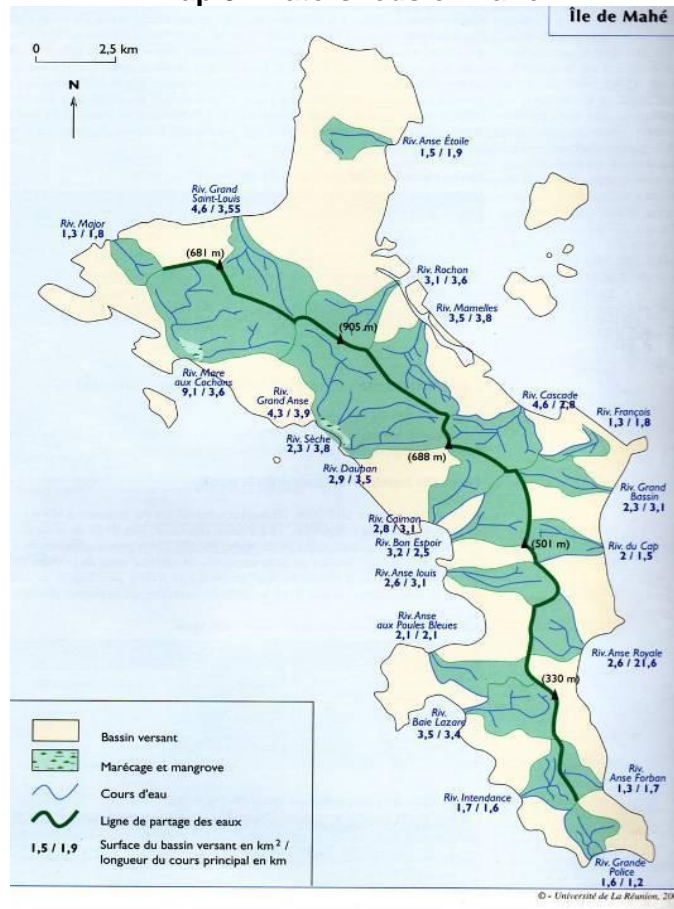 Île de Mahé
0 2,5 km
N
Riv. Anse Étoile
1,5 / 1,9
Riv. Grand
Saint-Louis
4,6 / 3,55
Riv. Major
1,3 / 1,8
(681 m)
Riv. Rochon
3,1 / 3,6
Riv. Mamelles
3,5 / 3,8
(905 m)
Riv. Mare
aux Cochons
9,1 / 3,6
Riv.
Grand Anse
4,3 / 3,9
Riv. Cascade
4,6 / 2,8
Riv. François
1,3 / 1,8
Riv. Sèche
2,3 / 3,8
(688 m)
Riv. Dauban
2,9 / 3,5
Riv. Grand
Bassin
2,3 / 3,1
Riv. Caïman
2,8 / 3,1
Riv. Bon Espoir
3,2 / 2,5
(501 m)
Riv. du Cap
2 / 1,5
Riv. Anse louis
2,6 / 3,1
Riv. Anse
aux Poules Bleues
2,1 / 2,1
Riv. Anse Royale
2,6 / 21,6
(330 m)
Riv.
Baie Lazare
3,5 / 3,4
Riv.
Anse Forban
1,3 / 1,7
Riv. Intendance
1,7 / 1,6
Riv. Grande
Police
1,6 / 1,2
Bassin versant
Marécage et mangrove
Cours d'eau
Ligne de partage des eaux
1,5 / 1,9 Surface du bassin versant en km² /
longueur du cours principal en km
© - Université de La Réunion, 20